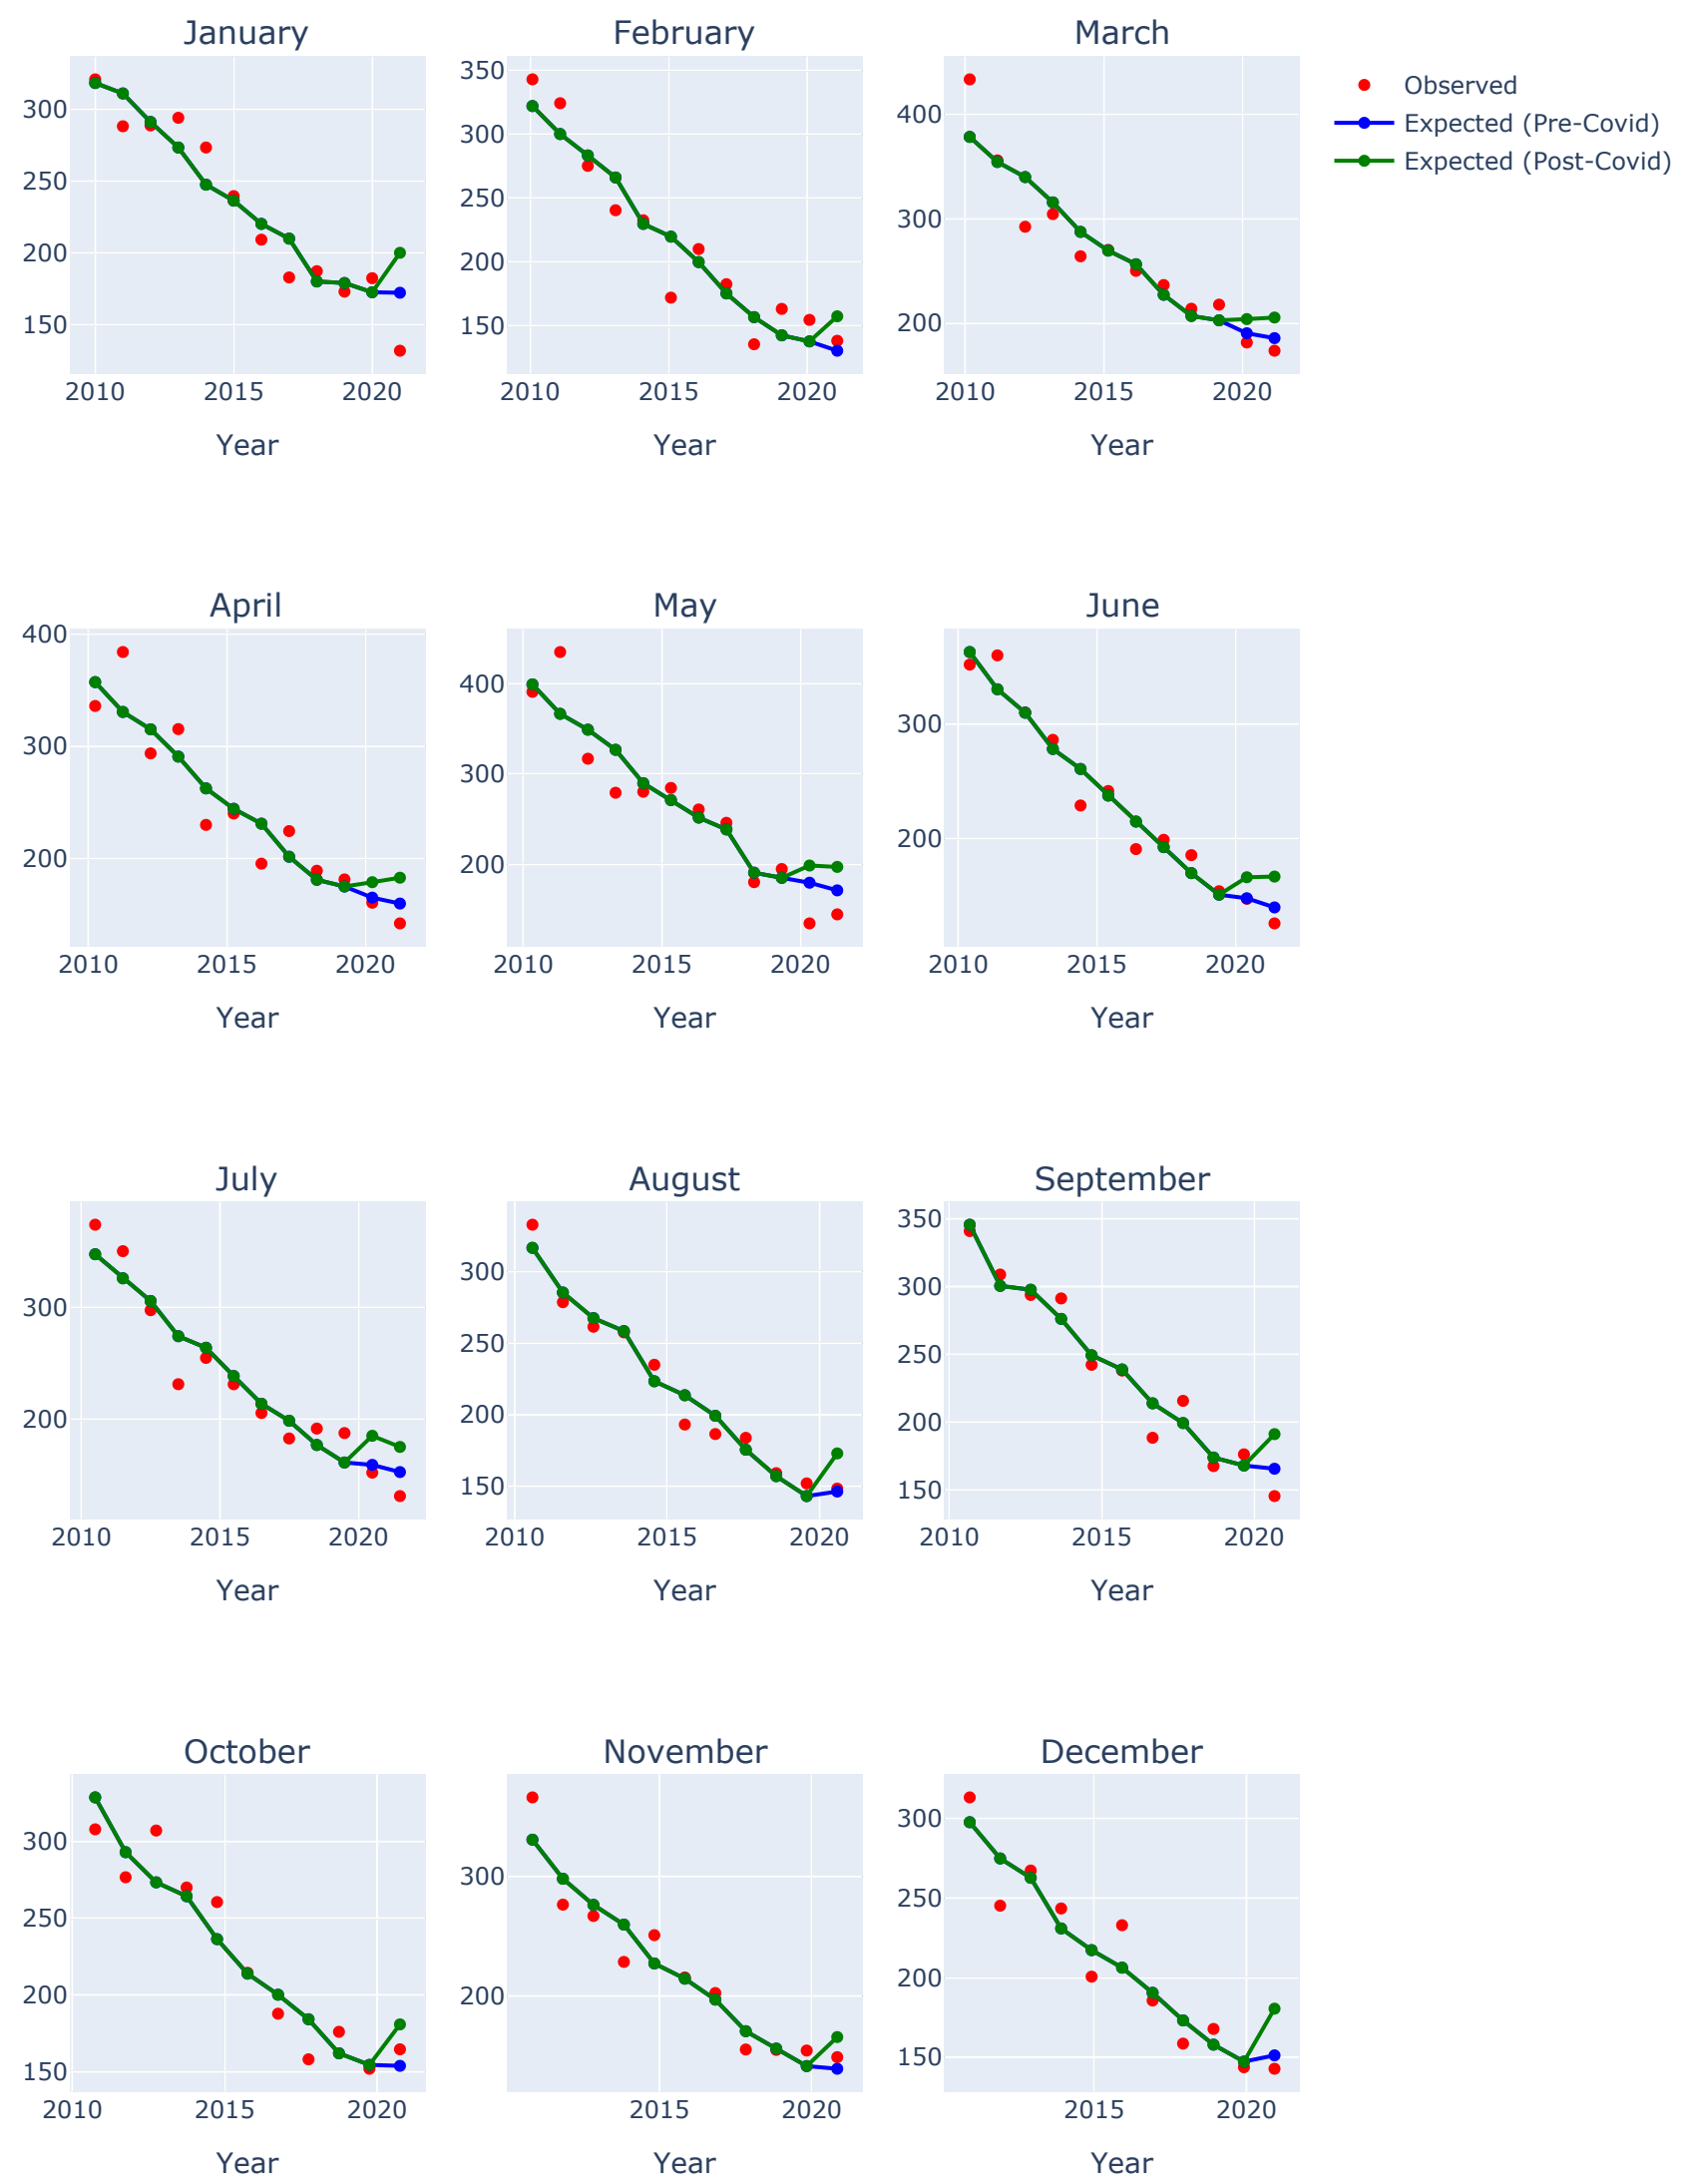 January February March
350
300
250
200
150
2010 2015 2020
Year
300
250
200
150
2010 2015 2020
Year
400
300
200
2010 2015 2020
Year
Observed
Expected (Pre-Covid)
Expected (Post-Covid)
April May June
400
300
200
2010 2015 2020
Year
400
300
200
2010 2015 2020
Year
300
200
2010 2015 2020
Year
July August September
300
200
2010 2015 2020
Year
300
250
200
150
2010 2015 2020
Year
350
300
250
200
150
2010 2015 2020
Year
October November December
300
250
200
150
2010 2015 2020
Year
300
200
2015 2020
Year
300
250
200
150
2015 2020
Year